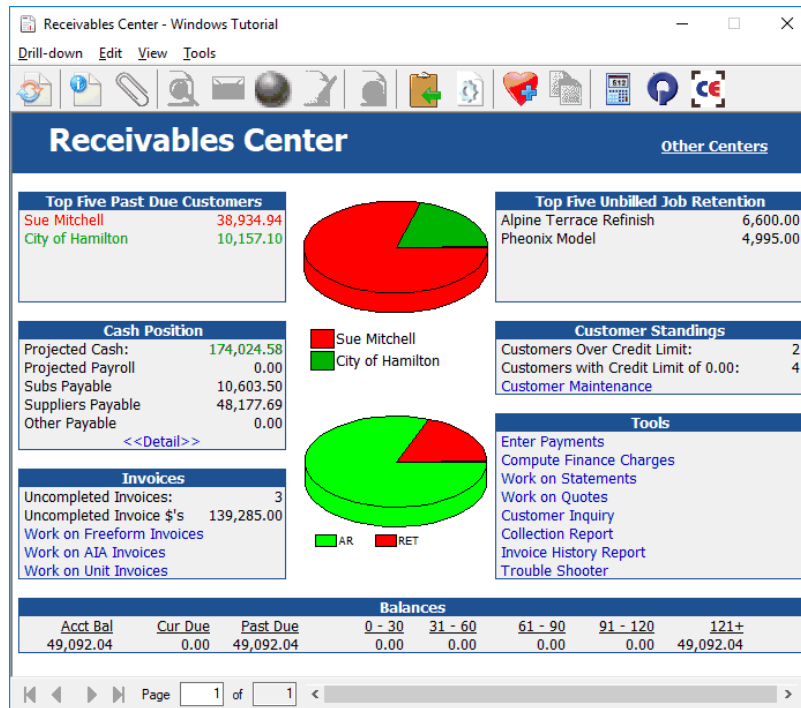 Receivables Center - Windows Tutorial
Drill-down Edit View Tools
612
CE
Receivables Center
Other Centers
Top Five Past Due Customers
Sue Mitchell 38,934.94
City of Hamilton 10,157.10
Top Five Unbilled Job Retention
Alpine Terrace Refinish 6,600.00
Pheonix Model 4,995.00
Sue Mitchell
City of Hamilton
Cash Position
Projected Cash: 174,024.58
Projected Payroll 0.00
Subs Payable 10,603.50
Suppliers Payable 48,177.69
Other Payable 0.00
<<Detail>>
Customer Standings
Customers Over Credit Limit: 2
Customers with Credit Limit of 0.00: 4
Customer Maintenance
Invoices
Uncompleted Invoices: 3
Uncompleted Invoice $'s 139,285.00
Work on Freeform Invoices
Work on AIA Invoices
Work on Unit Invoices
AR RET
Tools
Enter Payments
Compute Finance Charges
Work on Statements
Work on Quotes
Customer Inquiry
Collection Report
Invoice History Report
Trouble Shooter
Balances
Acct Bal Cur Due Past Due 0 - 30 31 - 60 61 - 90 91 - 120 121+
49,092.04 0.00 49,092.04 0.00 0.00 0.00 0.00 49,092.04
Page 1 of 1